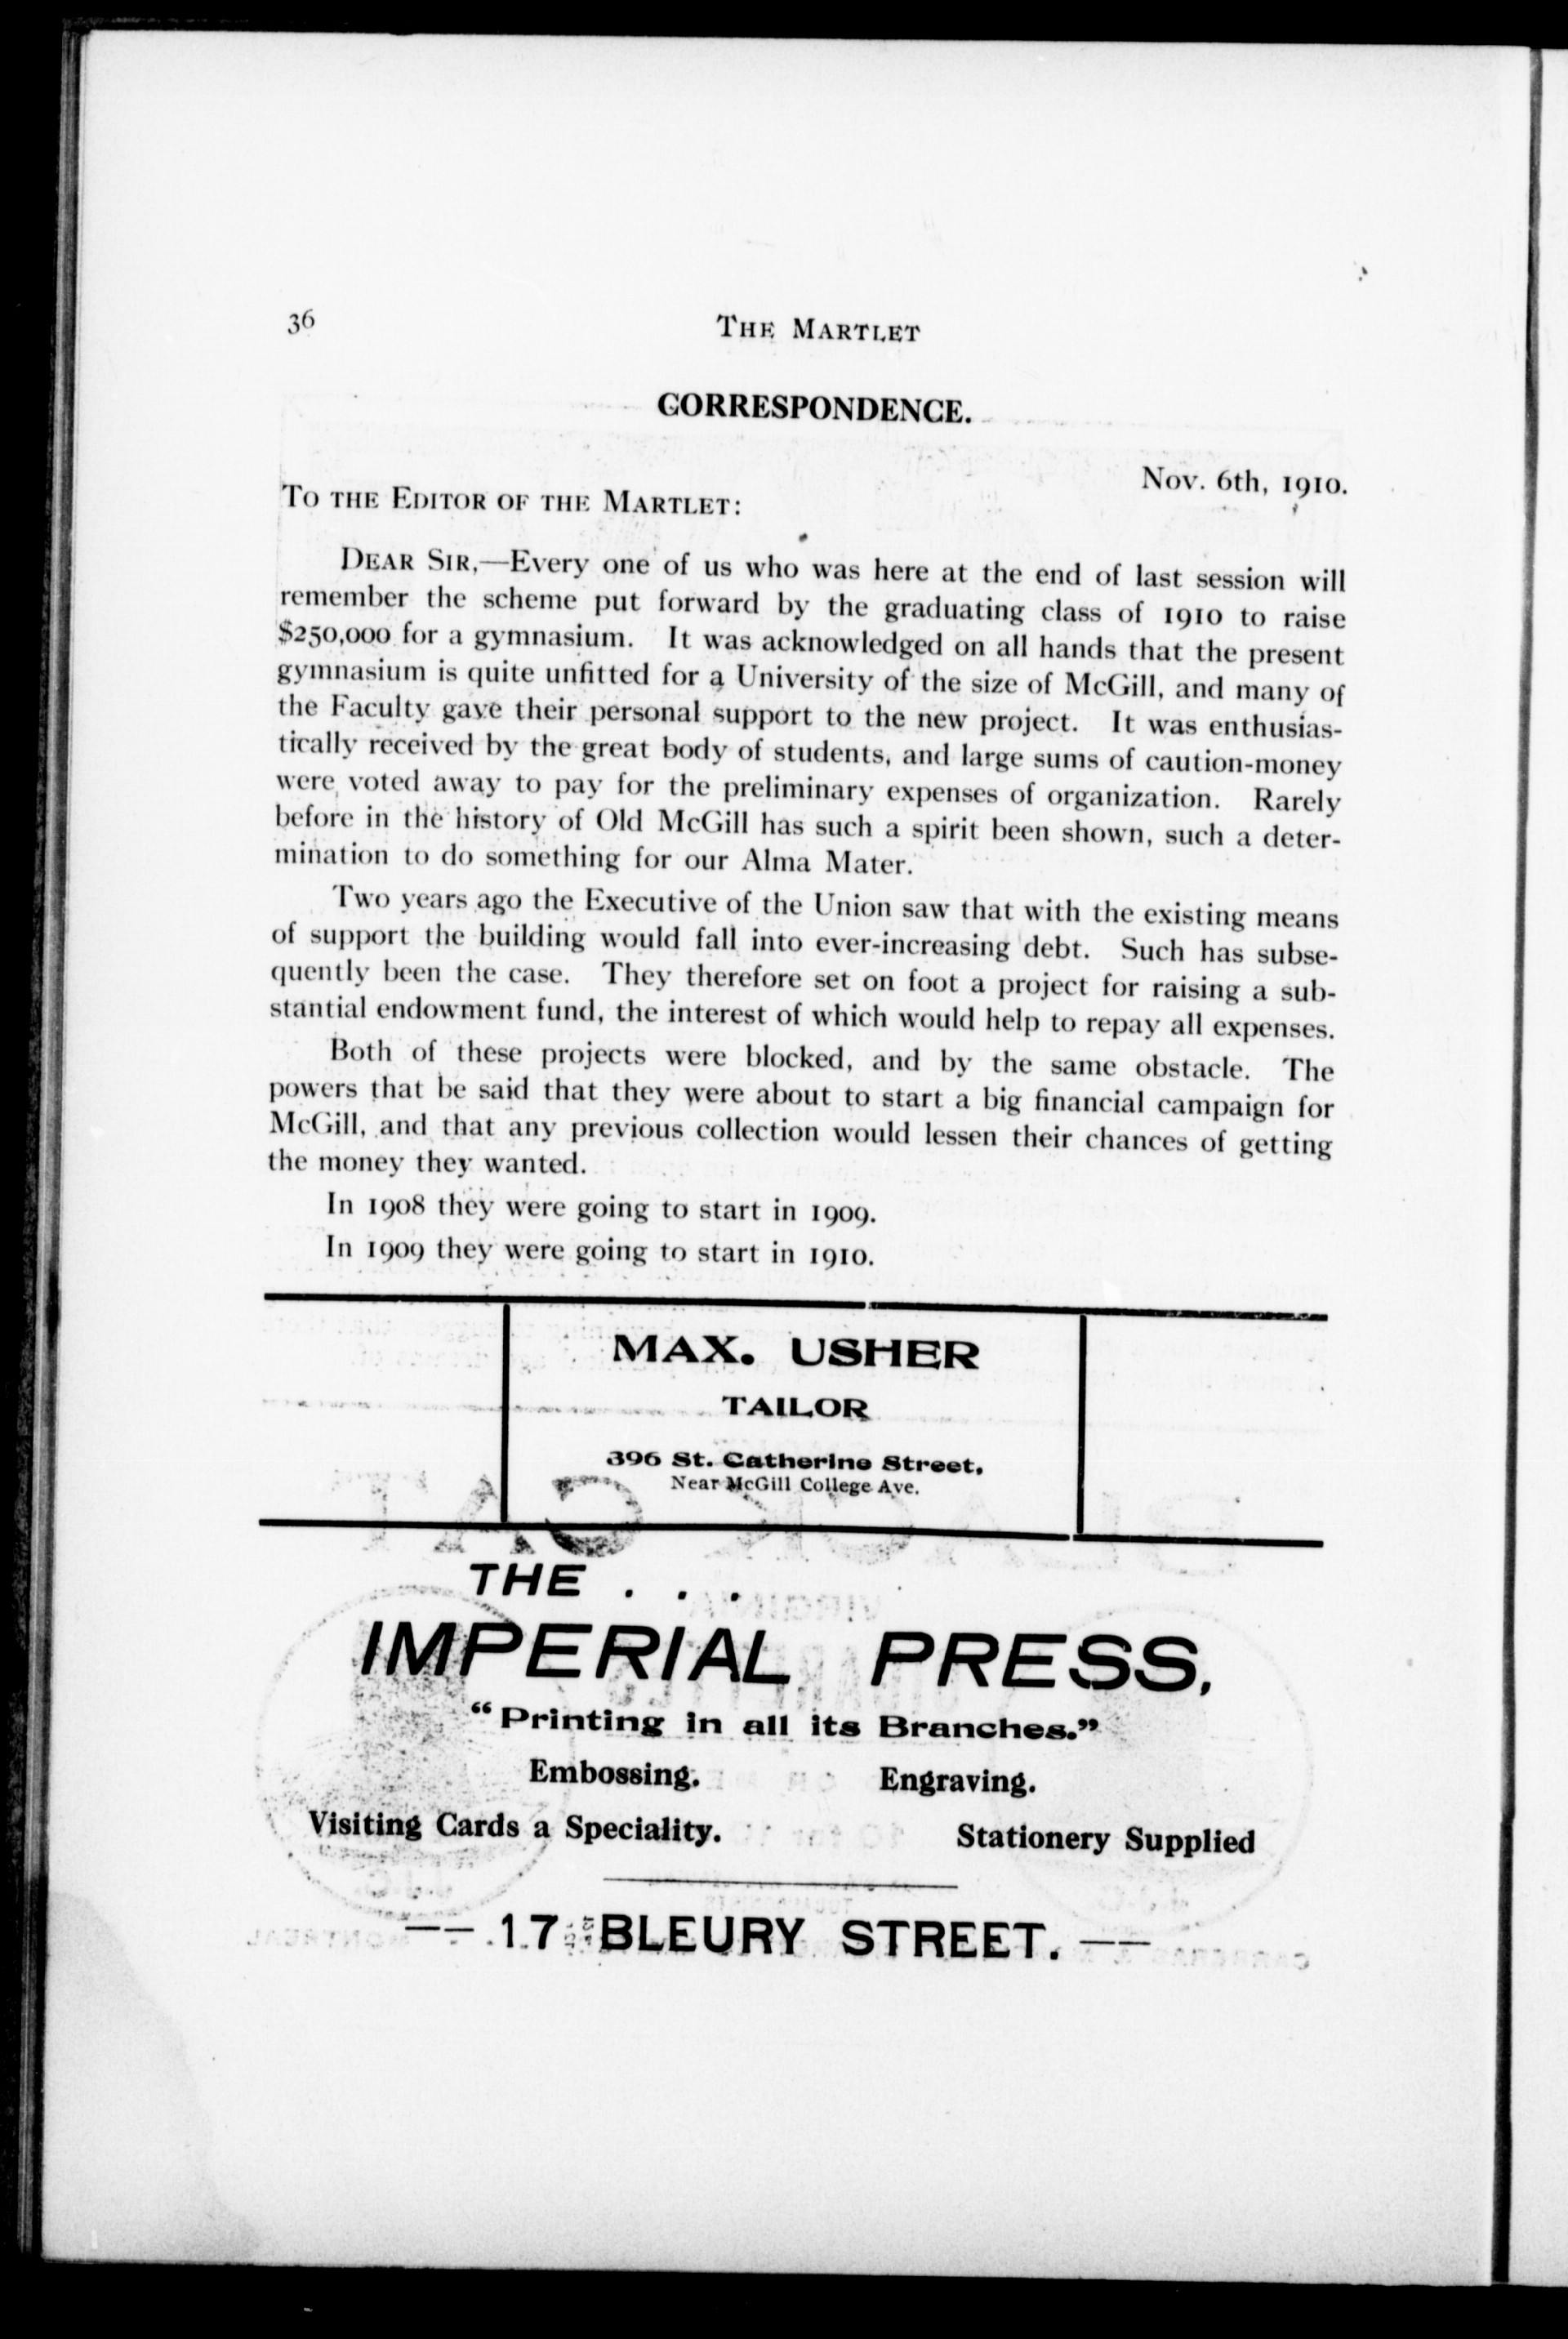 36
THE MARTLET
CORRESPONDENCE.
Nov. 6th, 1910.
TO THE EDITOR OF THE MARTLET:
DEAR SIR,—Every one of us who was here at the end of last session will
remember the scheme put forward by the graduating class of 1910 to raise
$250,000 for a gymnasium. It was acknowledged on all hands that the present
gymnasium is quite unfitted for a University of the size of McGill, and many of
the Faculty gave their personal support to the new project. It was enthusias-
tically received by the great body of students, and large sums of caution-money
were voted away to pay for the preliminary expenses of organization. Rarely
before in the history of Old McGill has such a spirit been shown, such a deter-
mination to do something for our Alma Mater.
Two years ago the Executive of the Union saw that with the existing means
of support the building would fall into ever-increasing debt. Such has subse-
quently been the case. They therefore set on foot a project for raising a sub-
stantial endowment fund, the interest of which would help to repay all expenses.
Both of these projects were blocked, and by the same obstacle. The
powers that be said that they were about to start a big financial campaign for
McGill, and that any previous collection would lessen their chances of getting
the money they wanted.
In 1908 they were going to start in 1909.
In 1909 they were going to start in 1910.
MAX. USHER
TAILOR
396 St. Catherine Street,
Near McGill College Ave.
THE . . .
IMPERIAL PRESS,
"Printing in all its Branches."
Embossing. Engraving.
Visiting Cards a Speciality. Stationery Supplied
—— 17 BLEURY STREET. ——